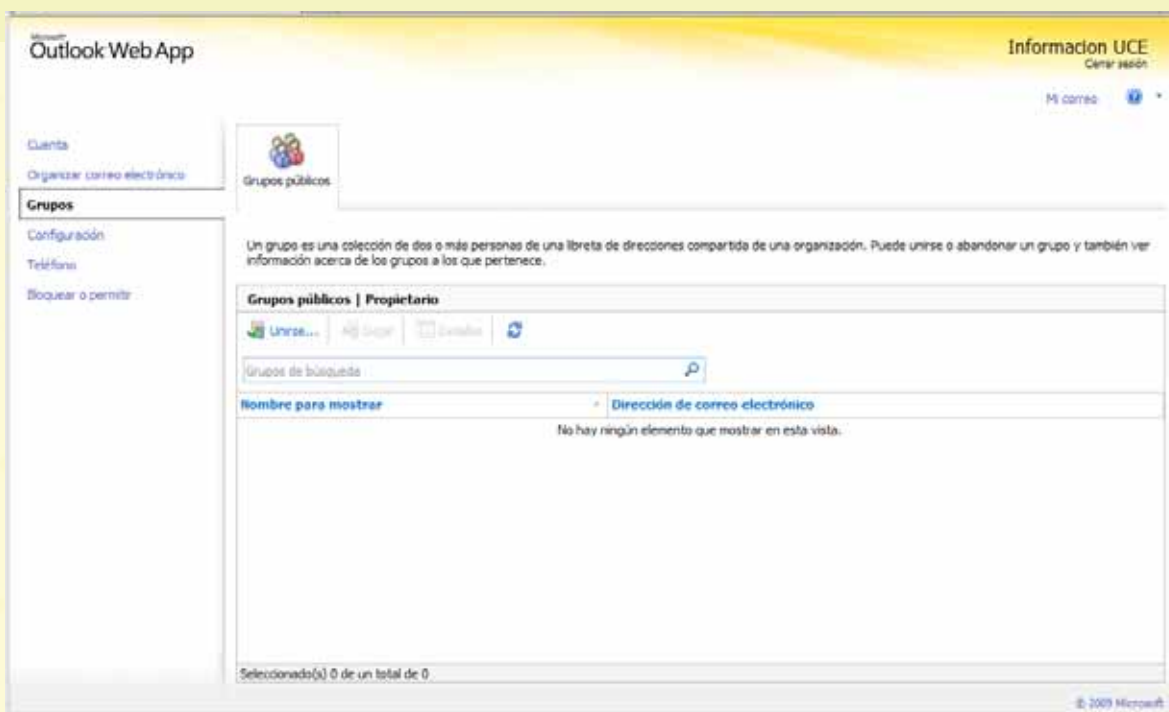 Microsoft
Outlook Web App
Informacion UCE
Cerrar sesión
Mi correo
Cuenta
Organizar correo electrónico
Grupos
Configuración
Teléfono
Bloquear o permitir
Grupos públicos
Un grupo es una colección de dos o más personas de una libreta de direcciones compartida de una organización. Puede unirse o abandonar un grupo y también ver
información acerca de los grupos a los que pertenece.
Grupos públicos | Propietario
Unirse... Detalles
Grupos de búsqueda
Nombre para mostrar Dirección de correo electrónico
No hay ningún elemento que mostrar en esta vista.
Seleccionado(s) 0 de un total de 0
© 2009 Microsoft